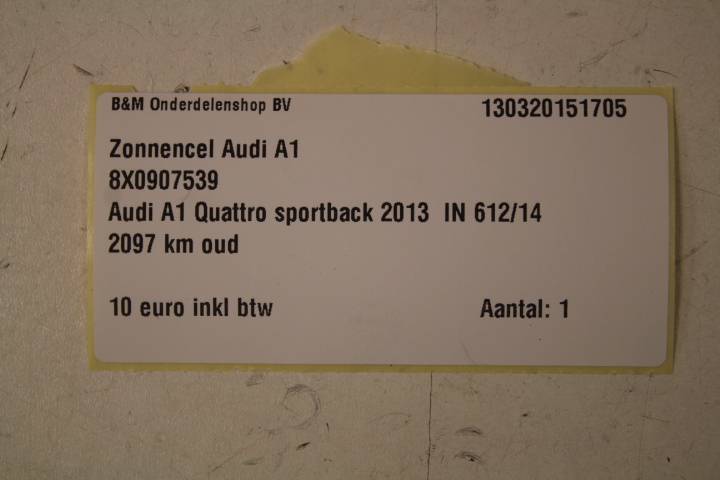 B&M Onderdelenshop BV 130320151705
Zonnencel Audi A1
8X0907539
Audi A1 Quattro sportback 2013 IN 612/14
2097 km oud
10 euro inkl btw Aantal: 1